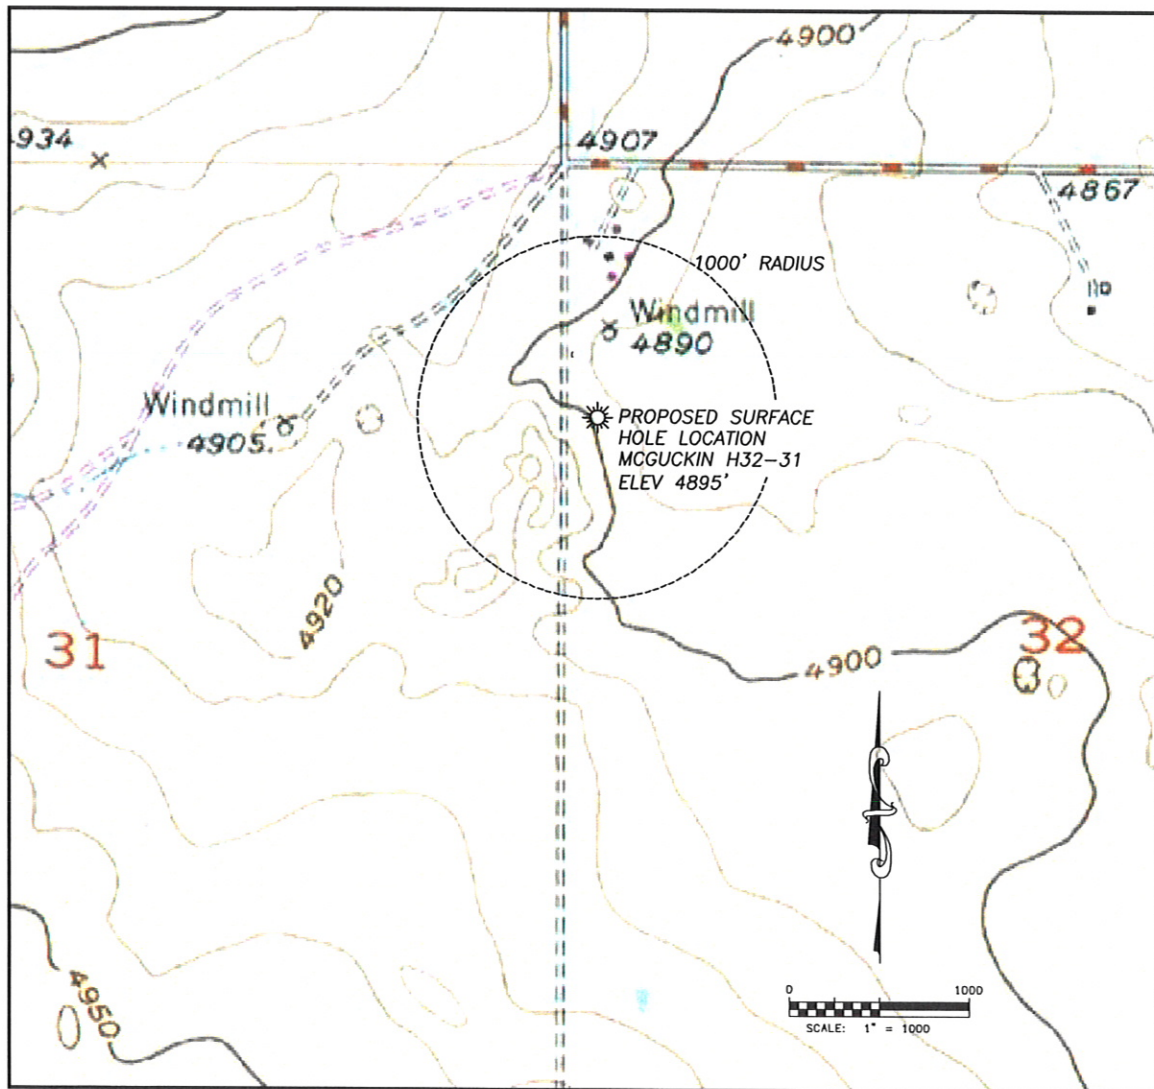 4900
4934
4907
4867
1000' RADIUS
Windmill
4890
Windmill
4905.
PROPOSED SURFACE
HOLE LOCATION
MCGUCKIN H32-31
ELEV 4895'
4920
31
32
4900
4950
0 1000
SCALE: 1" = 1000